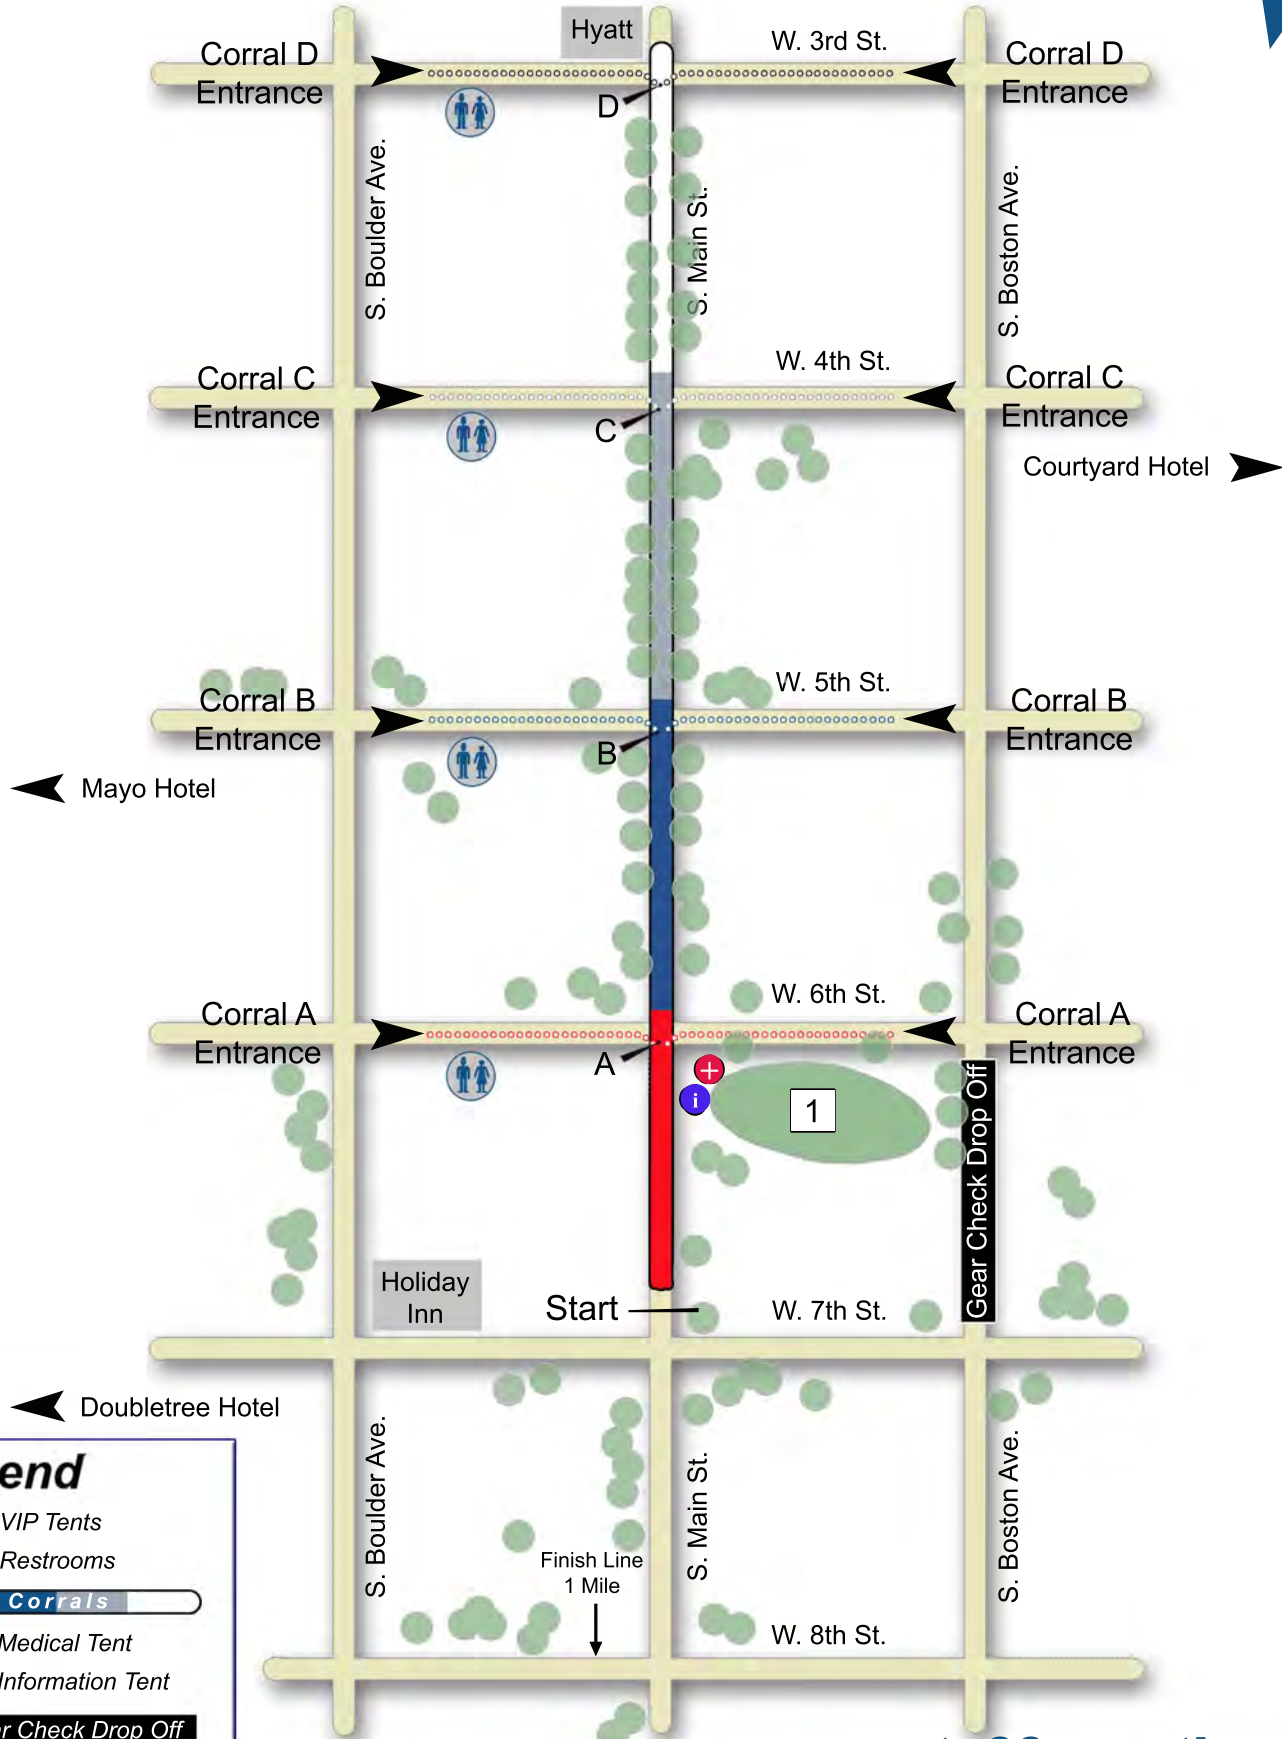 Hyatt
W. 3rd St.
Corral D
Entrance
Corral D
Entrance
D
S. Boulder Ave.
S. Main St.
S. Boston Ave.
W. 4th St.
Corral C
Entrance
Corral C
Entrance
C
Courtyard Hotel
W. 5th St.
Corral B
Entrance
Corral B
Entrance
B
Mayo Hotel
W. 6th St.
Corral A
Entrance
Corral A
Entrance
A
i
1
Gear Check Drop Off
Holiday
Inn
Start
W. 7th St.
Doubletree Hotel
S. Boulder Ave.
S. Main St.
S. Boston Ave.
Finish Line
1 Mile
W. 8th St.
end
VIP Tents
Restrooms
Corrals
Medical Tent
Information Tent
r Check Drop Off